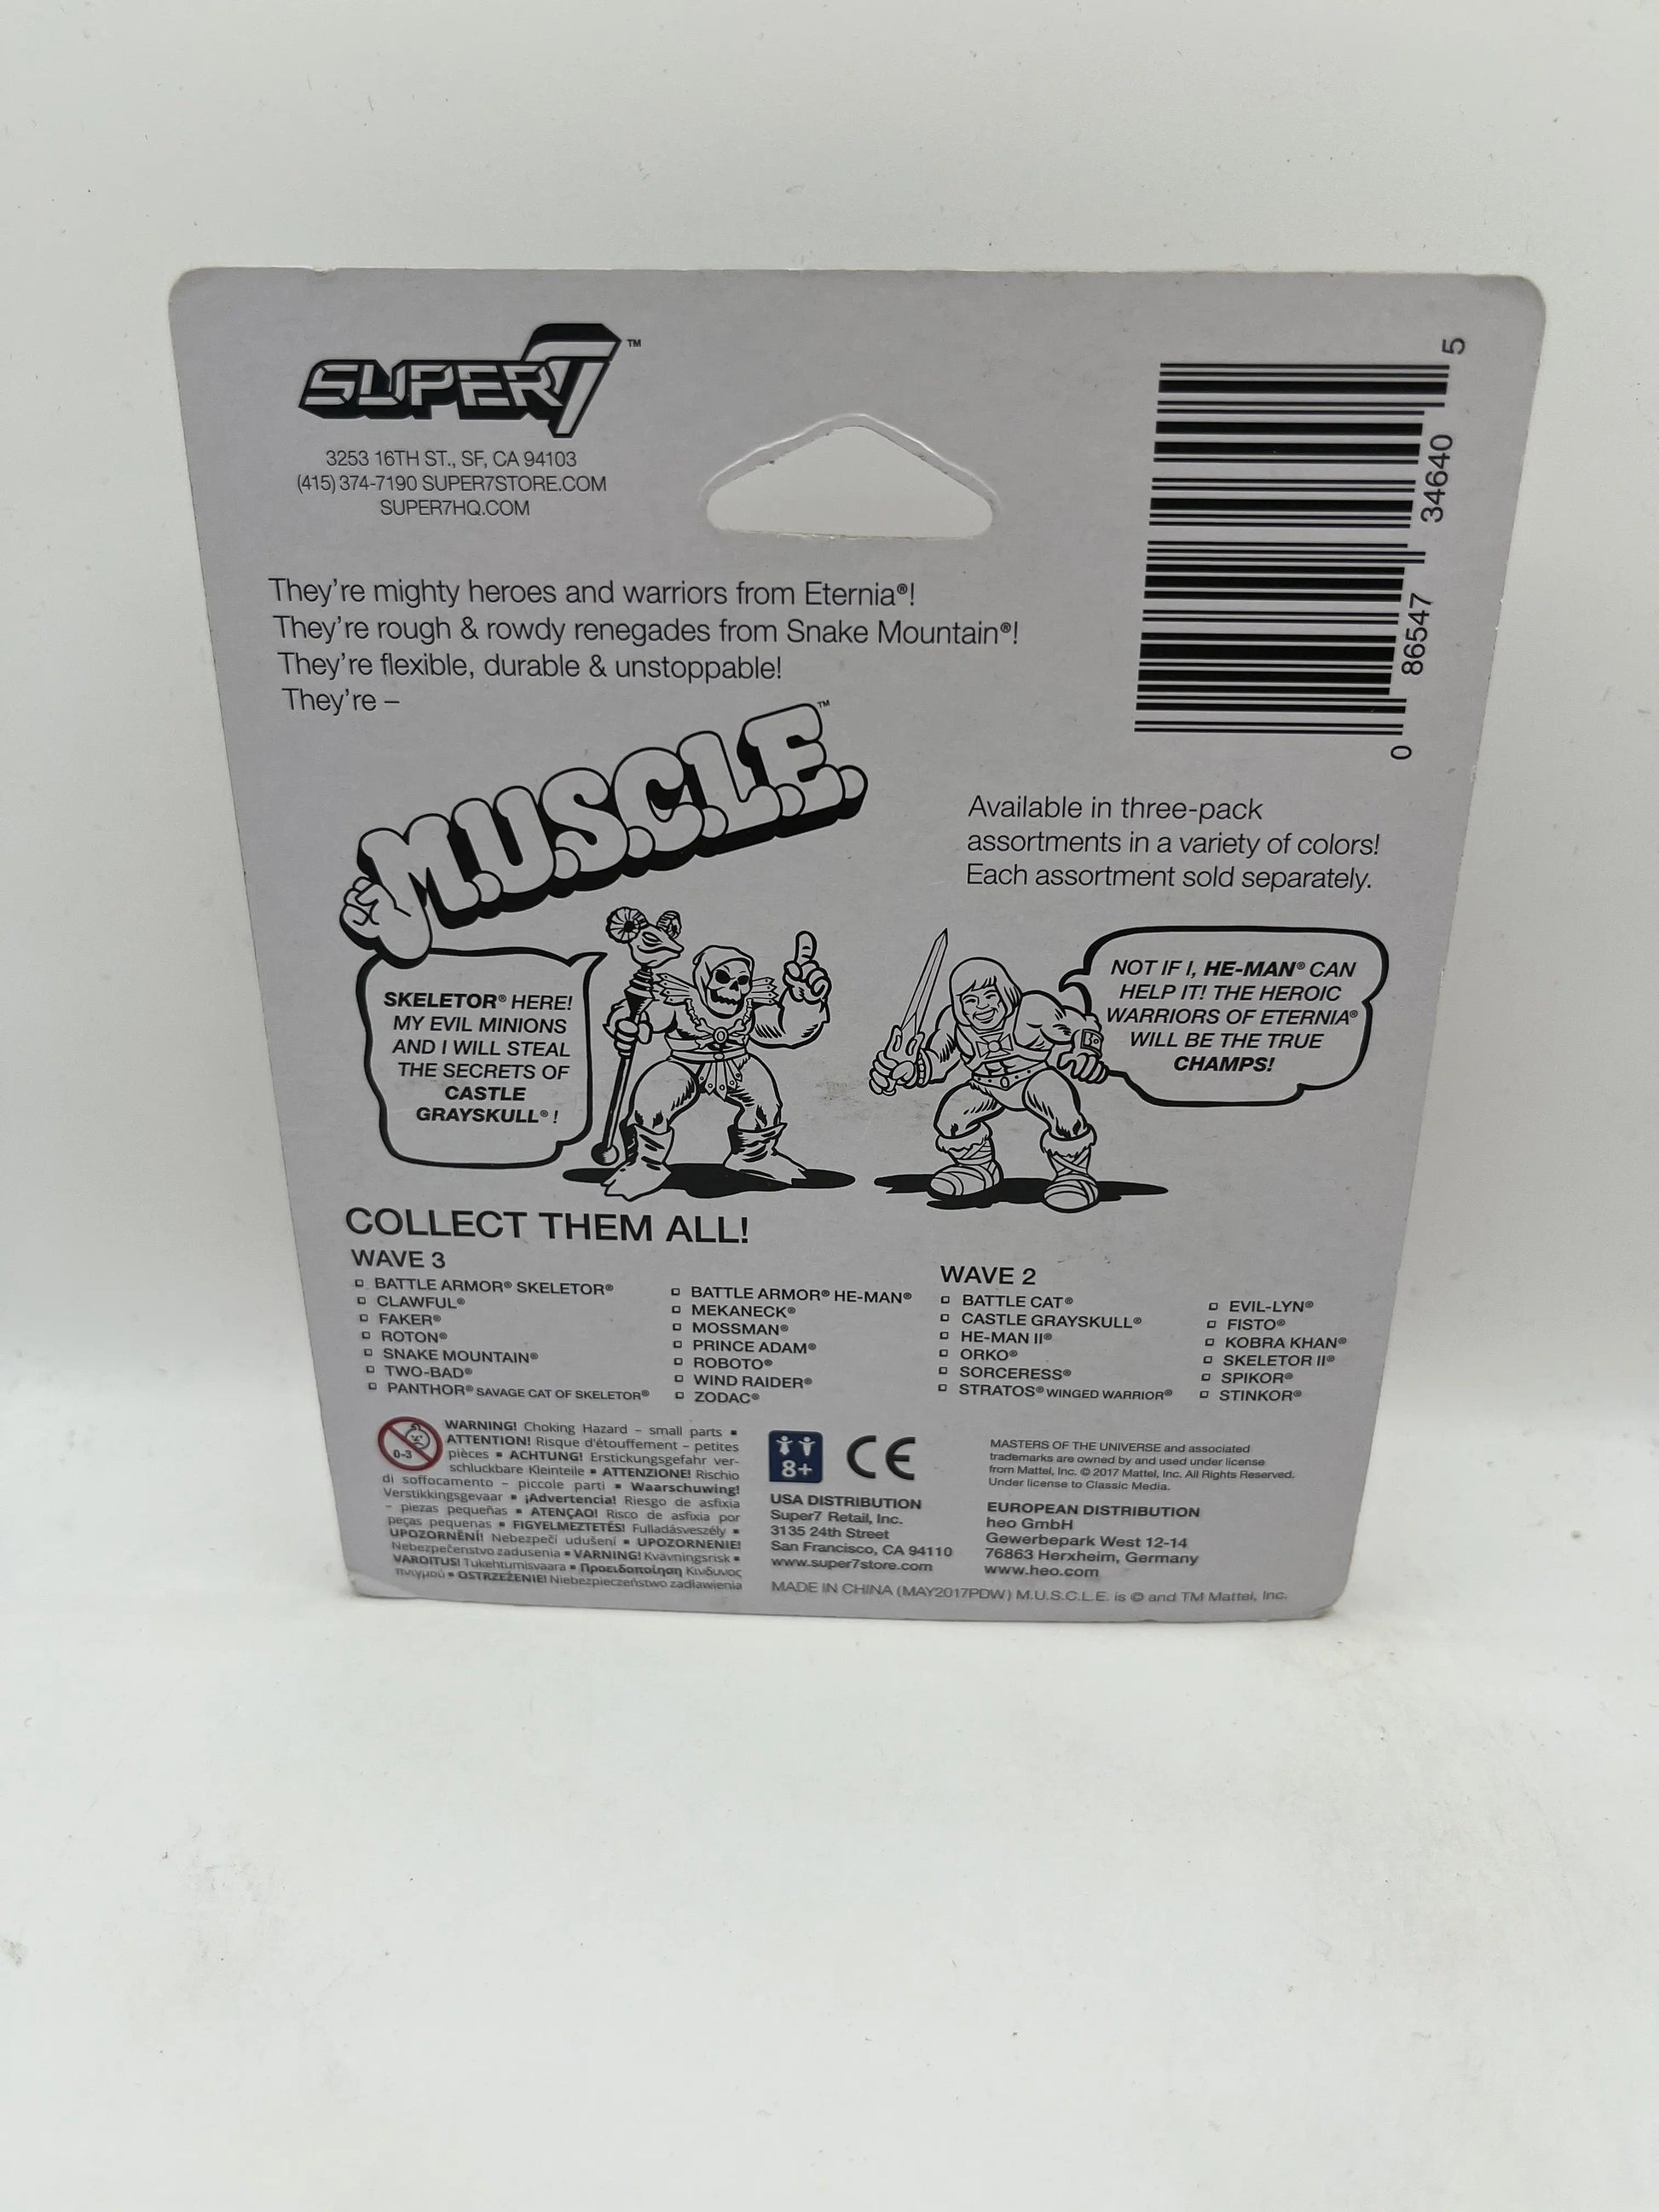 SUPER7™
3253 16TH ST., SF, CA 94103
(415) 374-7190 SUPER7STORE.COM
SUPER7HQ.COM
0 86547 34640 5
They're mighty heroes and warriors from Eternia®!
They're rough & rowdy renegades from Snake Mountain®!
They're flexible, durable & unstoppable!
They're –
M.U.S.C.L.E.™
Available in three-pack
assortments in a variety of colors!
Each assortment sold separately.
SKELETOR® HERE!
MY EVIL MINIONS
AND I WILL STEAL
THE SECRETS OF
CASTLE
GRAYSKULL®!
NOT IF I, HE-MAN® CAN
HELP IT! THE HEROIC
WARRIORS OF ETERNIA®
WILL BE THE TRUE
CHAMPS!
COLLECT THEM ALL!
WAVE 3
BATTLE ARMOR® SKELETOR®
CLAWFUL®
FAKER®
ROTON®
SNAKE MOUNTAIN®
TWO-BAD®
PANTHOR® SAVAGE CAT OF SKELETOR®
BATTLE ARMOR® HE-MAN®
MEKANECK®
MOSSMAN®
PRINCE ADAM®
ROBOTO®
WIND RAIDER®
ZODAC®
WAVE 2
BATTLE CAT®
CASTLE GRAYSKULL®
HE-MAN II®
ORKO®
SORCERESS®
STRATOS® WINGED WARRIOR®
EVIL-LYN®
FISTO®
KOBRA KHAN®
SKELETOR II®
SPIKOR®
STINKOR®
0-3
WARNING! Choking Hazard – small parts ▪
ATTENTION! Risque d'étouffement – petites
pièces ▪ ACHTUNG! Erstickungsgefahr ver-
schluckbare Kleinteile ▪ ATTENZIONE! Rischio
di soffocamento – piccole parti ▪ Waarschuwing!
Verstikkingsgevaar ▪ ¡Advertencia! Riesgo de asfixia
– piezas pequeñas ▪ ATENÇAO! Risco de asfixia por
peças pequenas ▪ FIGYELMEZTETÉS! Fulladásveszély ▪
UPOZORNĚNÍ! Nebezpečí udušení ▪ UPOZORNENIE!
Nebezpečenstvo zadusenia ▪ VARNING! Kvävningsrisk ▪
VAROITUS! Tukehtumisvaara ▪ Προειδοποίηση Κίνδυνος
πνιγμού ▪ OSTRZEŻENIE! Niebezpieczeństwo zadławienia
8+
CE
USA DISTRIBUTION
Super7 Retail, Inc.
3135 24th Street
San Francisco, CA 94110
www.super7store.com
MASTERS OF THE UNIVERSE and associated
trademarks are owned by and used under license
from Mattel, Inc. © 2017 Mattel, Inc. All Rights Reserved.
Under license to Classic Media.
EUROPEAN DISTRIBUTION
heo GmbH
Gewerbepark West 12-14
76863 Herxheim, Germany
www.heo.com
MADE IN CHINA (MAY2017PDW) M.U.S.C.L.E. is © and TM Mattel, Inc.